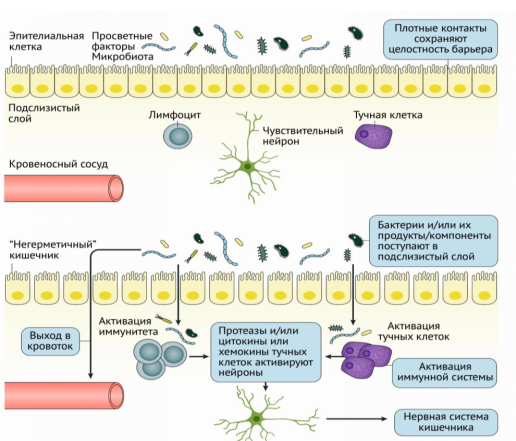 Эпителиальная
клетка
Просветные
факторы
Микробиота
Плотные контакты
сохраняют
целостность барьера
Подслизистый
слой
Лимфоцит
Чувствительный
нейрон
Тучная клетка
Кровеносный сосуд
"Негерметичный"
кишечник
Бактерии и/или их
продукты/компоненты
поступают в
подслизистый слой
Выход в
кровоток
Активация
иммунитета
Протеазы и/или
цитокины или
хемокины тучных
клеток активируют
нейроны
Активация
тучных клеток
Активация
иммунной системы
Нервная система
кишечника